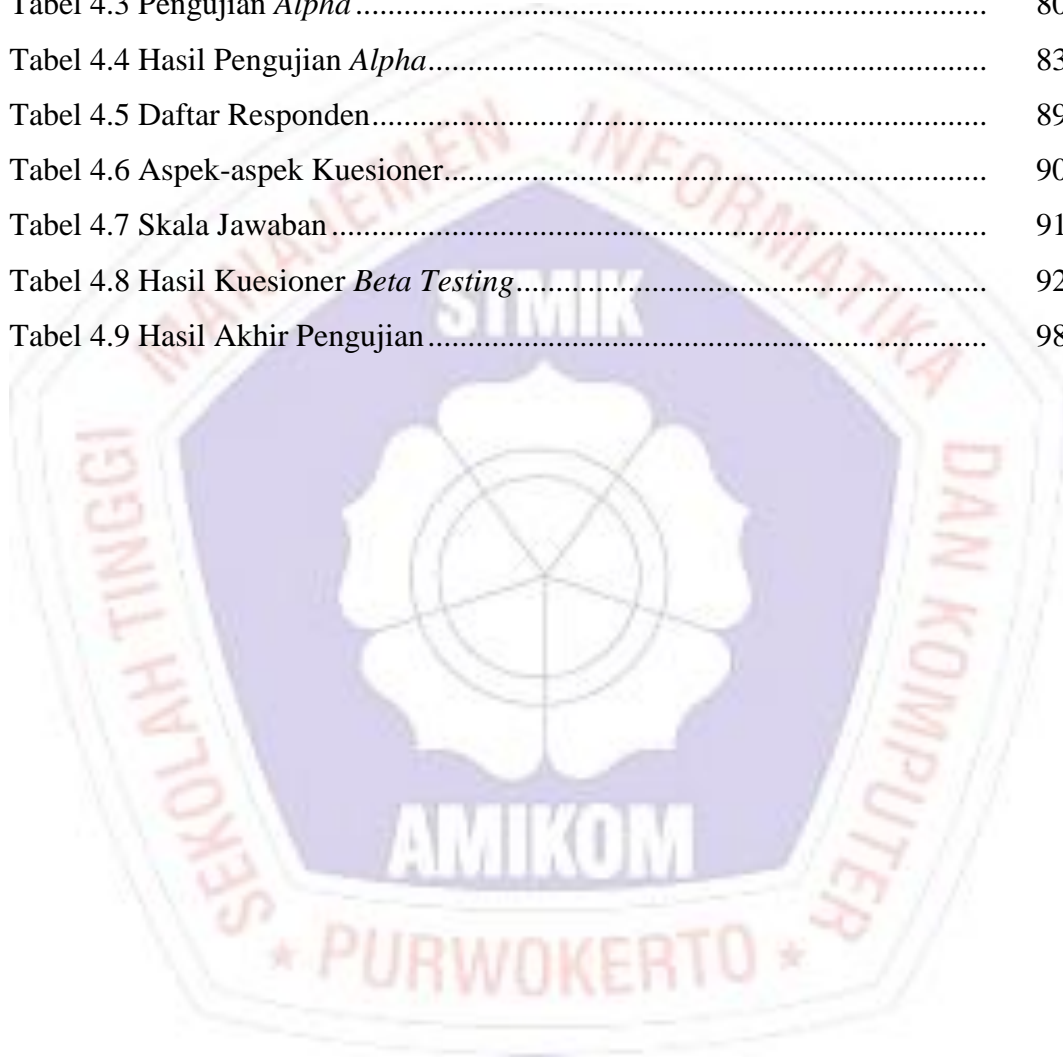 Tabel 4.3 Pengujian Alpha ........ 80
Tabel 4.4 Hasil Pengujian Alpha ........ 83
Tabel 4.5 Daftar Responden ........ 89
Tabel 4.6 Aspek-aspek Kuesioner ........ 90
Tabel 4.7 Skala Jawaban ........ 91
Tabel 4.8 Hasil Kuesioner Beta Testing ........ 92
Tabel 4.9 Hasil Akhir Pengujian ........ 98
SEKOLAH TINGGI MANAJEMEN INFORMATIKA DAN KOMPUTER
STMIK
AMIKOM
* PURWOKERTO *